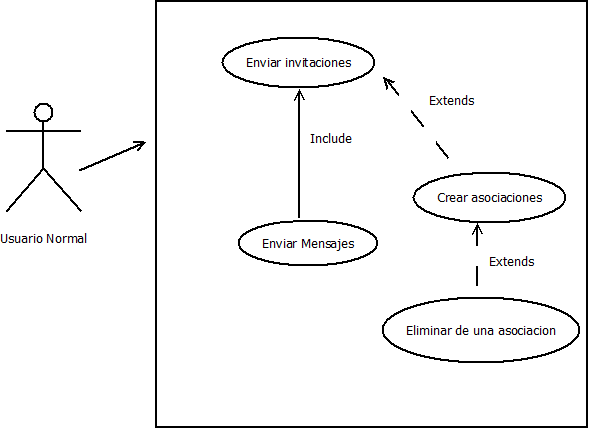 Enviar invitaciones
Extends
Include
Crear asociaciones
Usuario Normal
Enviar Mensajes
Extends
Eliminar de una asociacion